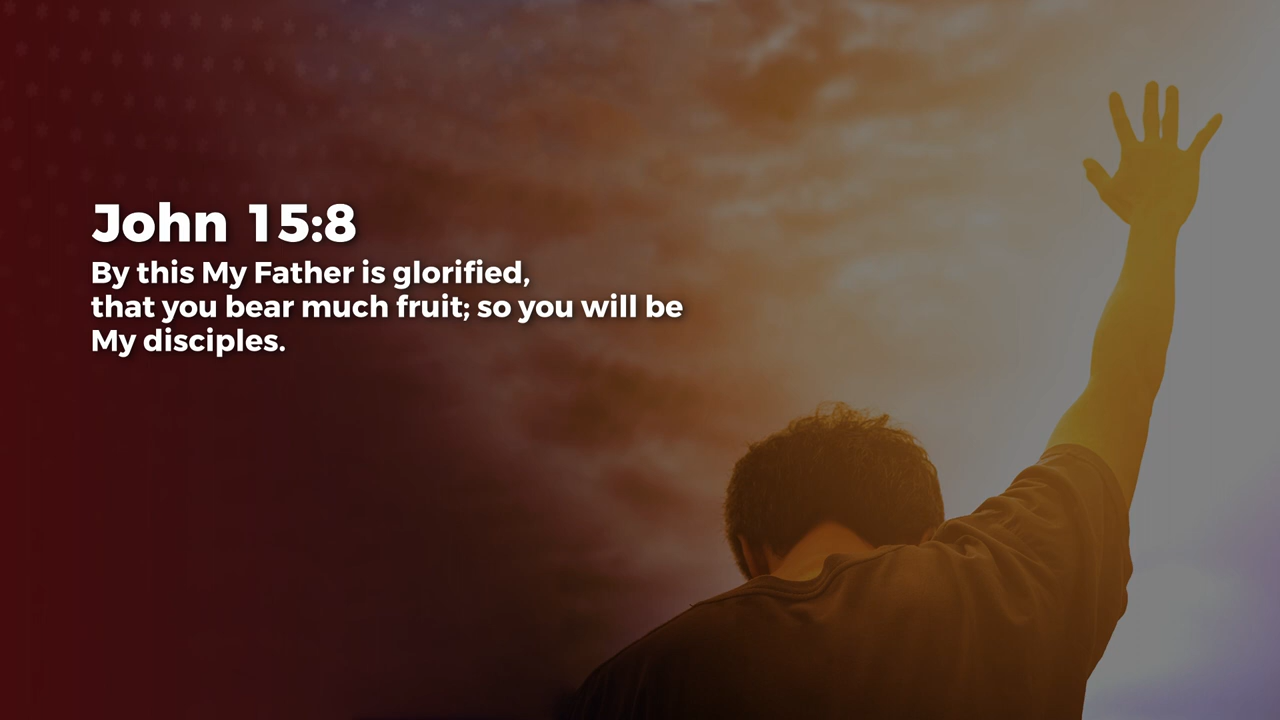 John 15:8
By this My Father is glorified,
that you bear much fruit; so you will be
My disciples.